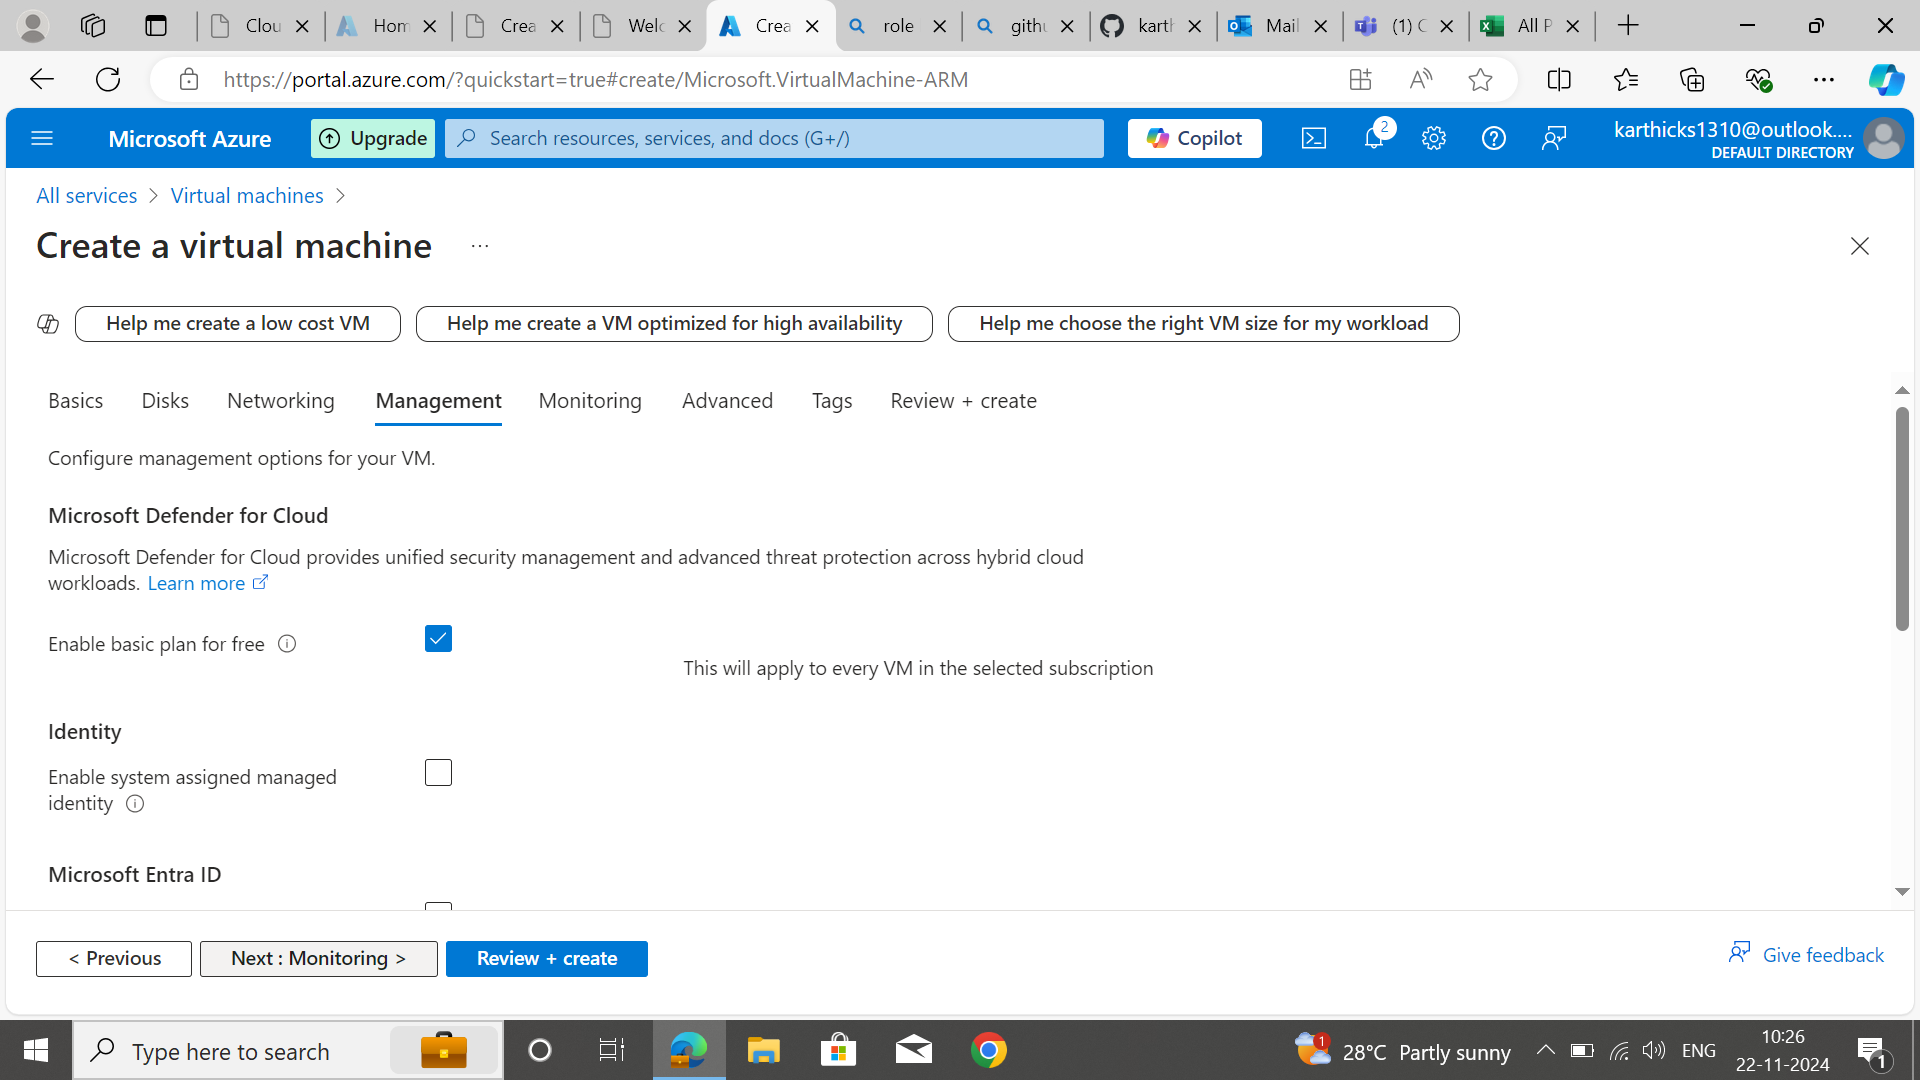 Clou
Hom
Crea
Welc
Crea
role
githu
karth
Mail
(1) C
All P
https://portal.azure.com/?quickstart=true#create/Microsoft.VirtualMachine-ARM
Microsoft Azure
Upgrade
Search resources, services, and docs (G+/)
Copilot
2
karthicks1310@outlook....
DEFAULT DIRECTORY
All services > Virtual machines >
Create a virtual machine ...
Help me create a low cost VM
Help me create a VM optimized for high availability
Help me choose the right VM size for my workload
Basics
Disks
Networking
Management
Monitoring
Advanced
Tags
Review + create
Configure management options for your VM.
Microsoft Defender for Cloud
Microsoft Defender for Cloud provides unified security management and advanced threat protection across hybrid cloud
workloads. Learn more
Enable basic plan for free
This will apply to every VM in the selected subscription
Identity
Enable system assigned managed
identity
Microsoft Entra ID
< Previous
Next : Monitoring >
Review + create
Give feedback
Type here to search
1
28°C Partly sunny
ENG
10:26
22-11-2024
1